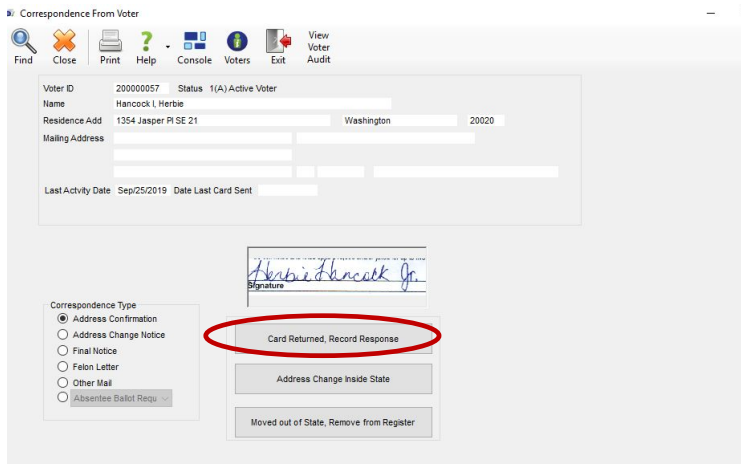 Correspondence From Voter
Find Close Print Help Console Voters Exit View Voter Audit
Voter ID 200000057 Status 1(A) Active Voter
Name Hancock I, Herbie
Residence Add 1354 Jasper Pl SE 21 Washington 20020
Mailing Address
Last Actvity Date Sep/25/2019 Date Last Card Sent
Herbie Hancock Jr.
Signature
Correspondence Type
Address Confirmation
Address Change Notice
Final Notice
Felon Letter
Other Mail
Absentee Ballot Requ
Card Returned, Record Response
Address Change Inside State
Moved out of State, Remove from Register